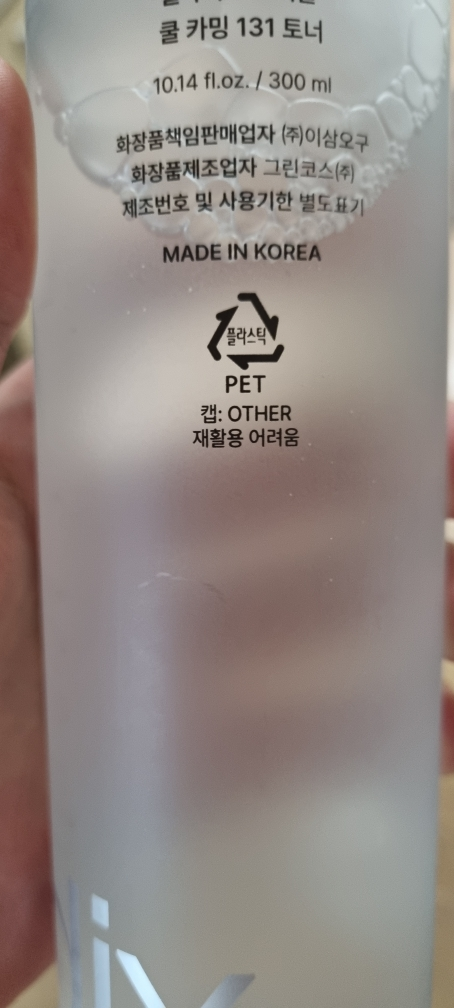 쿨 카밍 131 토너
10.14 fl.oz. / 300 ml
화장품책임판매업자 (주)이삼오구
화장품제조업자 그린코스(주)
제조번호 및 사용기한 별도표기
MADE IN KOREA
플라스틱
PET
캡: OTHER
재활용 어려움